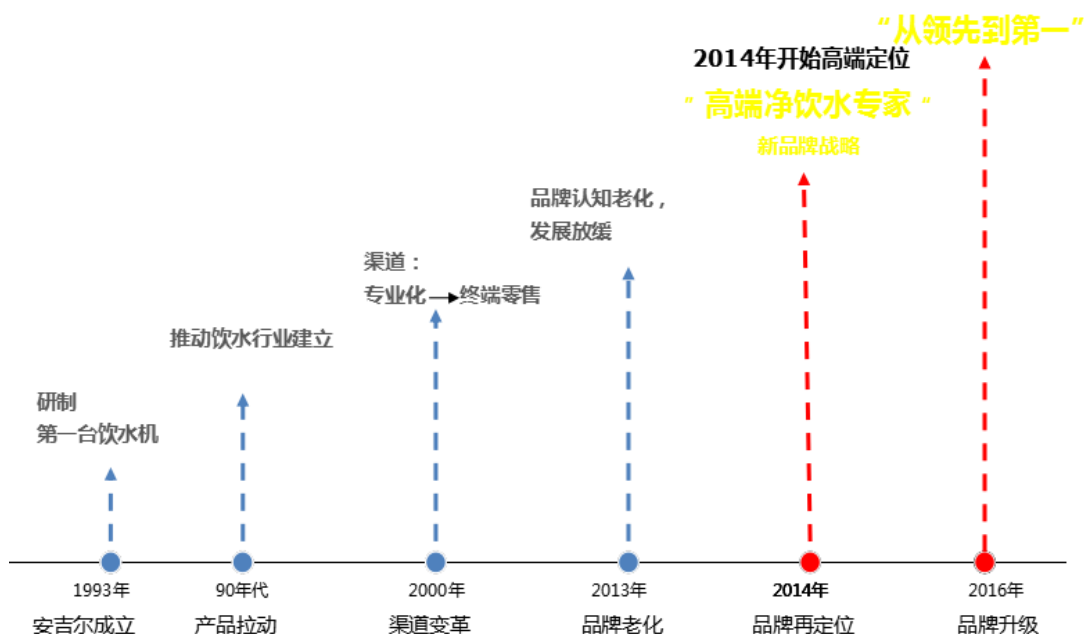 “从领先到第一”
2014年开始高端定位
“ 高端净饮水专家 “
新品牌战略
品牌认知老化，
发展放缓
渠道：
专业化 终端零售
推动饮水行业建立
研制
第一台饮水机
1993年
90年代
2000年
2013年
2014年
2016年
安吉尔成立
产品拉动
渠道变革
品牌老化
品牌再定位
品牌升级